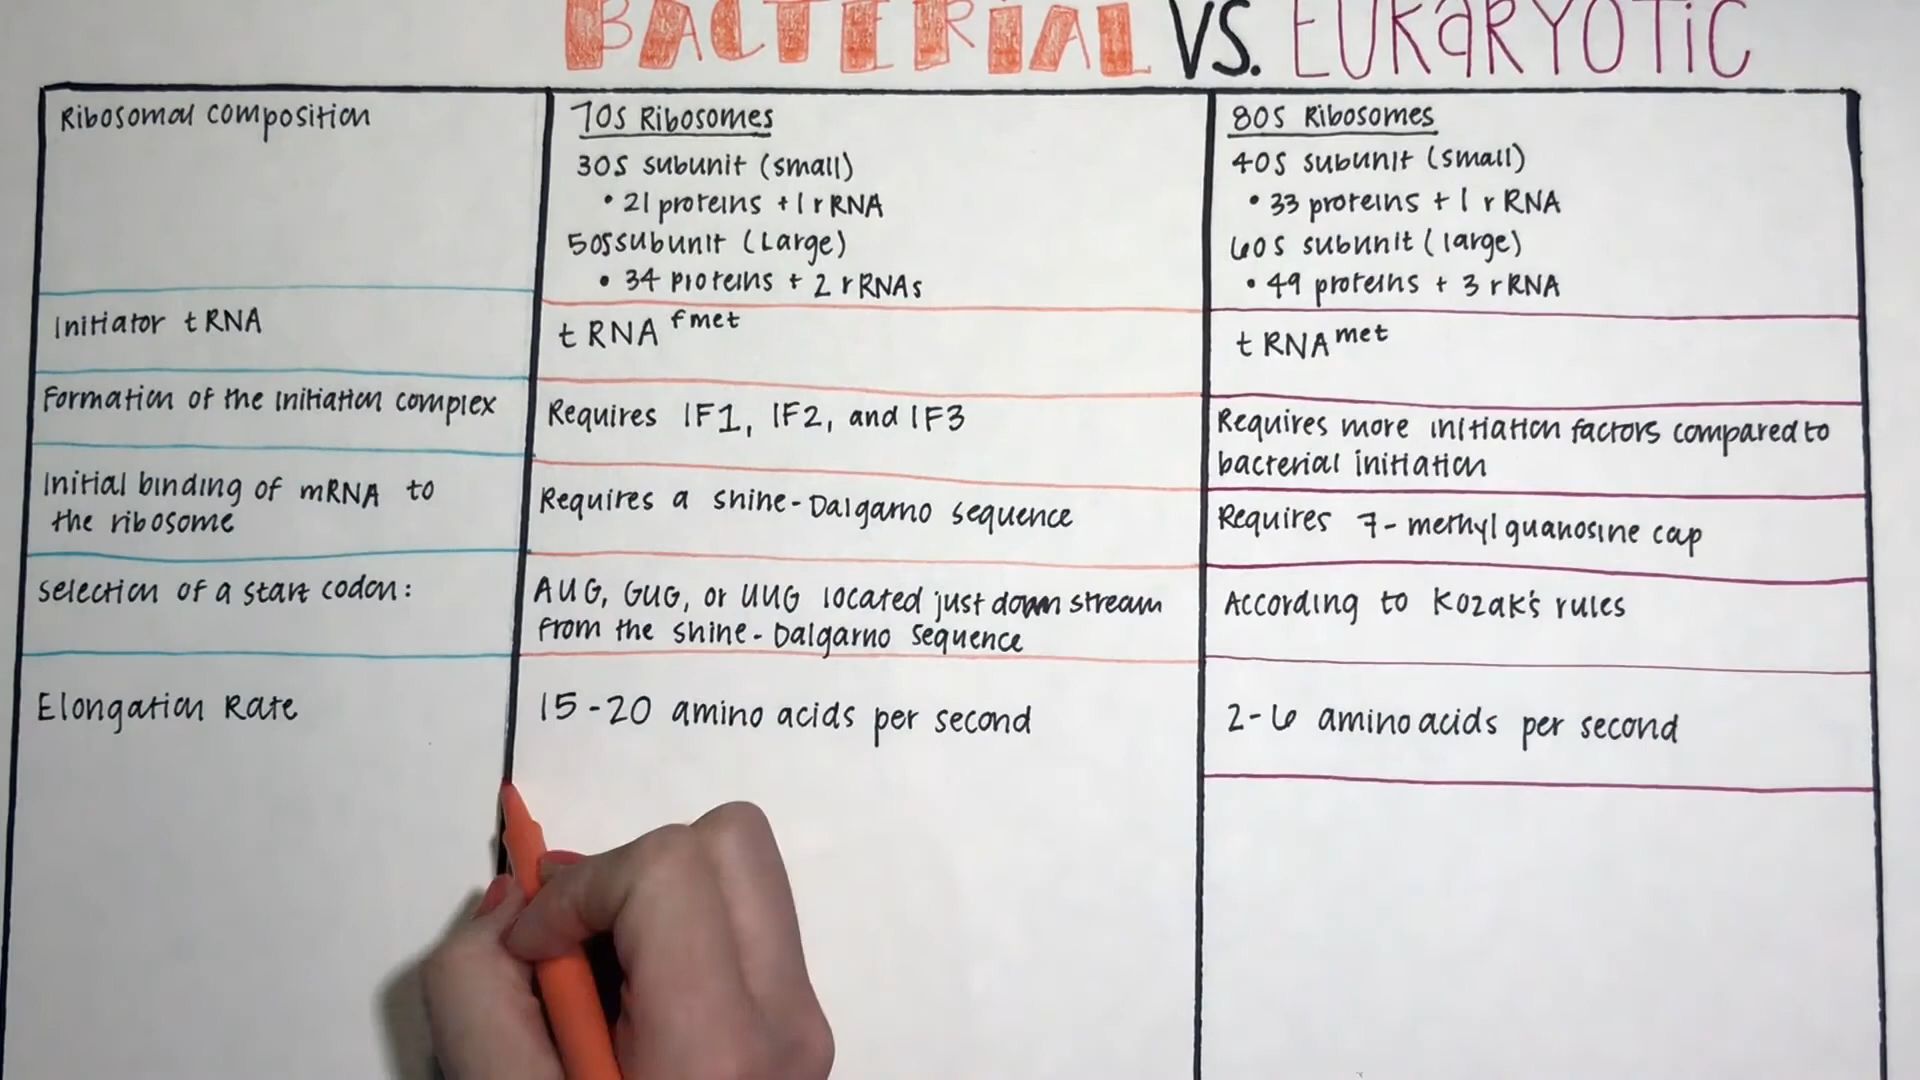 BACTERIAL VS. EUKARYOTIC
Ribosomal composition
70S Ribosomes
30S subunit (small)
• 21 proteins + 1 rRNA
50S subunit (Large)
• 34 proteins + 2 rRNAs
80S Ribosomes
40S subunit (small)
• 33 proteins + 1 rRNA
60S subunit (large)
• 49 proteins + 3 rRNA
Initiator tRNA
tRNA fmet
tRNA met
Formation of the initiation complex
Requires IF1, IF2, and IF3
Requires more initiation factors compared to
bacterial initiation
Initial binding of mRNA to
the ribosome
Requires a shine-Dalgarno sequence
Requires 7-methylguanosine cap
Selection of a start codon:
AUG, GUG, or UUG located just down stream
from the shine-Dalgarno sequence
According to Kozak's rules
Elongation Rate
15-20 amino acids per second
2-6 amino acids per second